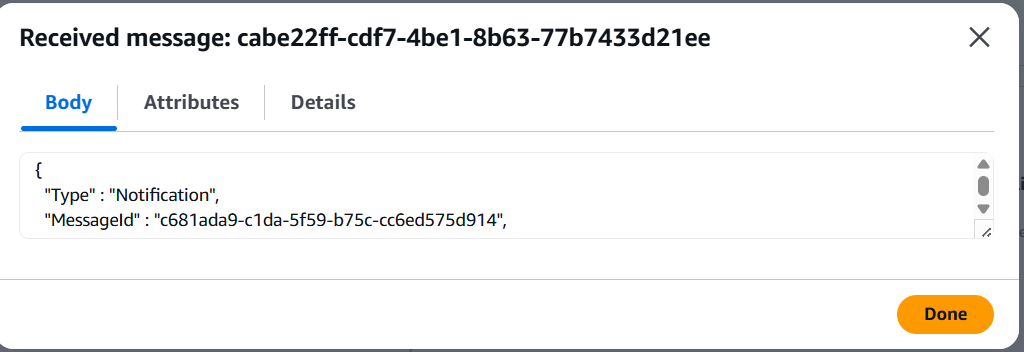 Received message: cabe22ff-cdf7-4be1-8b63-77b7433d21ee
Body
Attributes
Details
{
"Type" : "Notification",
"MessageId" : "c681ada9-c1da-5f59-b75c-cc6ed575d914",
Done